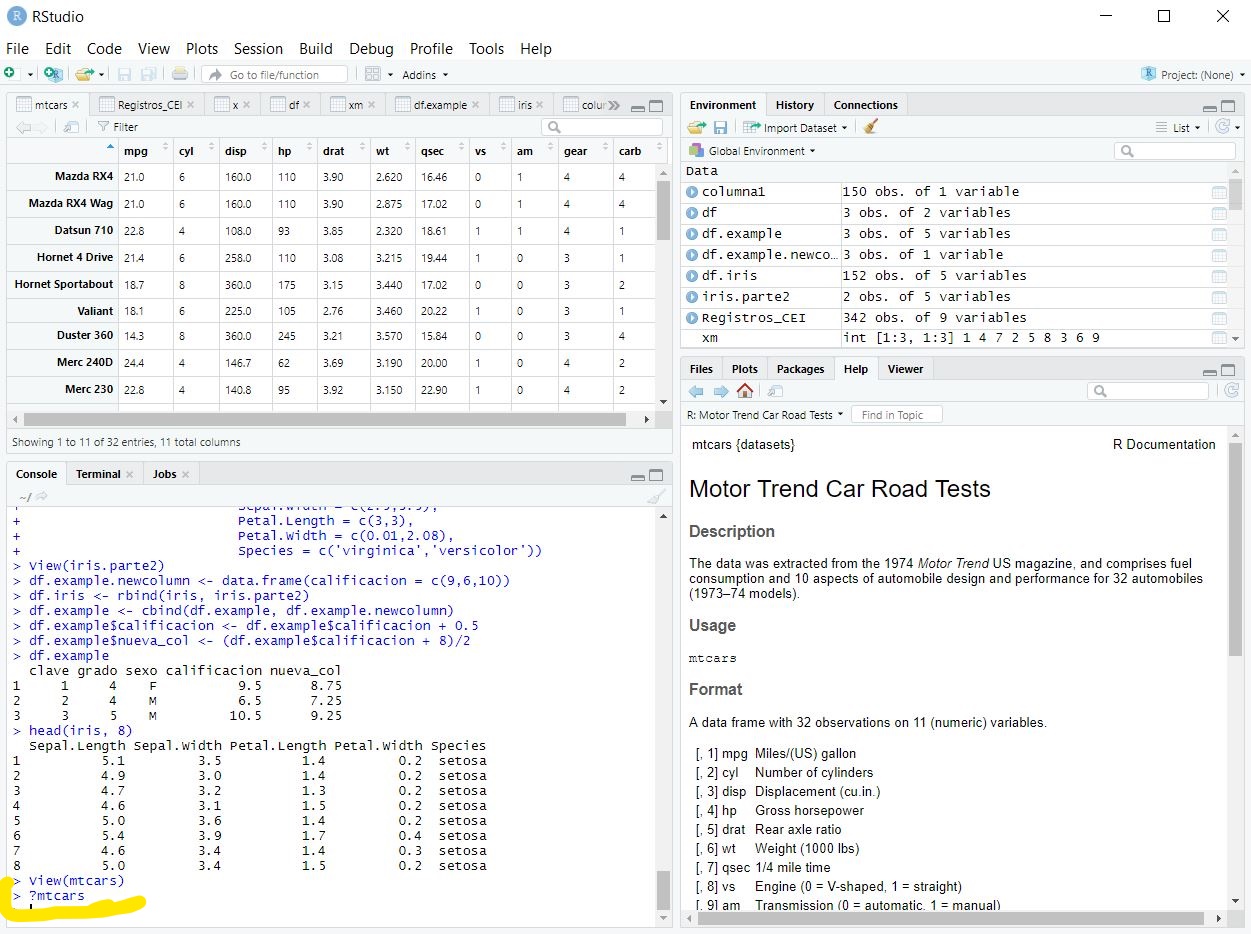 RStudio
File Edit Code View Plots Session Build Debug Profile Tools Help
Go to file/function Addins Project: (None)
mtcars Registros_CEI x df xm df.example iris colur
Filter
mpg cyl disp hp drat wt qsec vs am gear carb
Mazda RX4 21.0 6 160.0 110 3.90 2.620 16.46 0 1 4 4
Mazda RX4 Wag 21.0 6 160.0 110 3.90 2.875 17.02 0 1 4 4
Datsun 710 22.8 4 108.0 93 3.85 2.320 18.61 1 1 4 1
Hornet 4 Drive 21.4 6 258.0 110 3.08 3.215 19.44 1 0 3 1
Hornet Sportabout 18.7 8 360.0 175 3.15 3.440 17.02 0 0 3 2
Valiant 18.1 6 225.0 105 2.76 3.460 20.22 1 0 3 1
Duster 360 14.3 8 360.0 245 3.21 3.570 15.84 0 0 3 4
Merc 240D 24.4 4 146.7 62 3.69 3.190 20.00 1 0 4 2
Merc 230 22.8 4 140.8 95 3.92 3.150 22.90 1 0 4 2
Showing 1 to 11 of 32 entries, 11 total columns
Console Terminal Jobs
~/
+ Sepal.Width = c(2.9,3.9),
+ Petal.Length = c(3,3),
+ Petal.Width = c(0.01,2.08),
+ Species = c('virginica','versicolor'))
> View(iris.parte2)
> df.example.newcolumn <- data.frame(calificacion = c(9,6,10))
> df.iris <- rbind(iris, iris.parte2)
> df.example <- cbind(df.example, df.example.newcolumn)
> df.example$calificacion <- df.example$calificacion + 0.5
> df.example$nueva_col <- (df.example$calificacion + 8)/2
> df.example
clave grado sexo calificacion nueva_col
1 1 4 F 9.5 8.75
2 2 4 M 6.5 7.25
3 3 5 M 10.5 9.25
> head(iris, 8)
Sepal.Length Sepal.Width Petal.Length Petal.Width Species
1 5.1 3.5 1.4 0.2 setosa
2 4.9 3.0 1.4 0.2 setosa
3 4.7 3.2 1.3 0.2 setosa
4 4.6 3.1 1.5 0.2 setosa
5 5.0 3.6 1.4 0.2 setosa
6 5.4 3.9 1.7 0.4 setosa
7 4.6 3.4 1.4 0.3 setosa
8 5.0 3.4 1.5 0.2 setosa
> View(mtcars)
> ?mtcars
Environment History Connections
Import Dataset List
Global Environment
Data
columna1 150 obs. of 1 variable
df 3 obs. of 2 variables
df.example 3 obs. of 5 variables
df.example.newco… 3 obs. of 1 variable
df.iris 152 obs. of 5 variables
iris.parte2 2 obs. of 5 variables
Registros_CEI 342 obs. of 9 variables
xm int [1:3, 1:3] 1 4 7 2 5 8 3 6 9
Files Plots Packages Help Viewer
R: Motor Trend Car Road Tests Find in Topic
mtcars {datasets} R Documentation
Motor Trend Car Road Tests
Description
The data was extracted from the 1974 Motor Trend US magazine, and comprises fuel
consumption and 10 aspects of automobile design and performance for 32 automobiles
(1973–74 models).
Usage
mtcars
Format
A data frame with 32 observations on 11 (numeric) variables.
[, 1] mpg Miles/(US) gallon
[, 2] cyl Number of cylinders
[, 3] disp Displacement (cu.in.)
[, 4] hp Gross horsepower
[, 5] drat Rear axle ratio
[, 6] wt Weight (1000 lbs)
[, 7] qsec 1/4 mile time
[, 8] vs Engine (0 = V-shaped, 1 = straight)
[, 9] am Transmission (0 = automatic, 1 = manual)